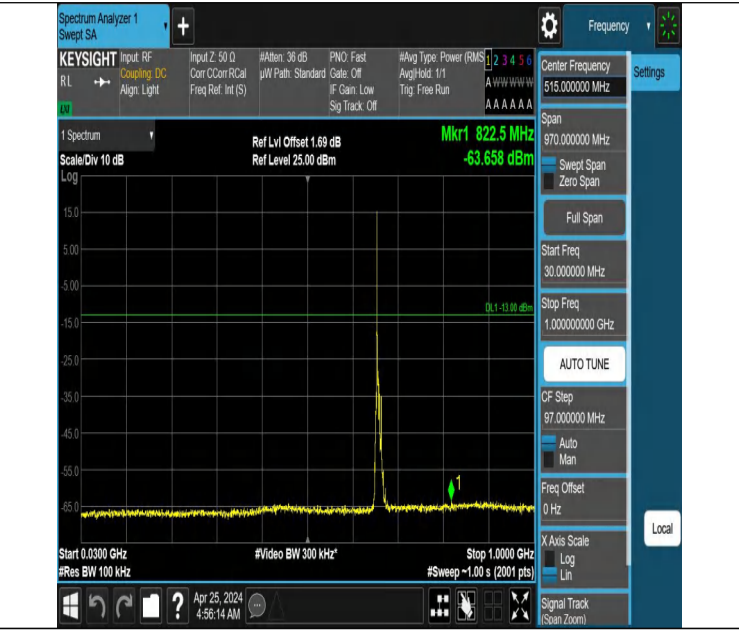 Spectrum Analyzer 1
Swept SA
+
Frequency
KEYSIGHT
RL
Input: RF
Coupling: DC
Align: Light
Input Z: 50 Ω
Corr CCorr RCal
Freq Ref: Int (S)
#Atten: 36 dB
µW Path: Standard
PNO: Fast
Gate: Off
IF Gain: Low
Sig Track: Off
#Avg Type: Power (RMS
Avg|Hold: 1/1
Trig: Free Run
1 2 3 4 5 6
A W W W W W
A A A A A A
LXI
1 Spectrum
Scale/Div 10 dB
Log
Ref Lvl Offset 1.69 dB
Ref Level 25.00 dBm
Mkr1 822.5 MHz
-63.658 dBm
15.0
5.00
-5.00
DL1 -13.00 dBm
-15.0
-25.0
-35.0
-45.0
-55.0
1
-65.0
Start 0.0300 GHz
#Res BW 100 kHz
#Video BW 300 kHz*
Stop 1.0000 GHz
#Sweep ~1.00 s (2001 pts)
?
Apr 25, 2024
4:56:14 AM
Center Frequency
515.000000 MHz
Settings
Span
970.000000 MHz
Swept Span
Zero Span
Full Span
Start Freq
30.000000 MHz
Stop Freq
1.000000000 GHz
AUTO TUNE
CF Step
97.000000 MHz
Auto
Man
Freq Offset
0 Hz
Local
X Axis Scale
Log
Lin
Signal Track
(Span Zoom)